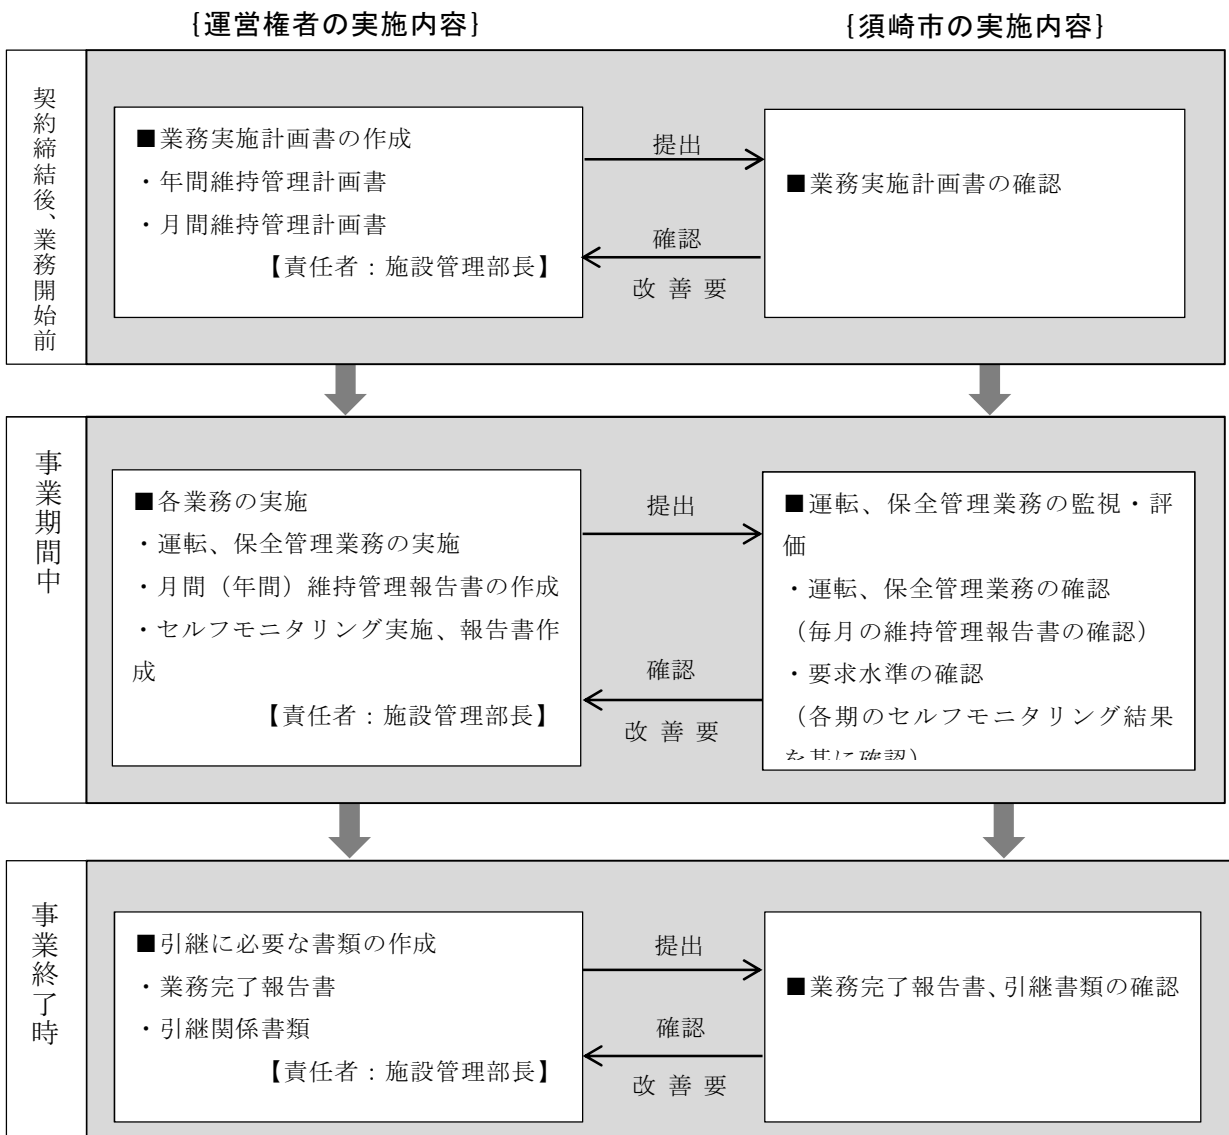 {運営権者の実施内容}
{須崎市の実施内容}
契約締結後、業務開始前
■業務実施計画書の作成
・年間維持管理計画書
・月間維持管理計画書
【責任者：施設管理部長】
提出
確認
改善要
■業務実施計画書の確認
事業期間中
■各業務の実施
・運転、保全管理業務の実施
・月間（年間）維持管理報告書の作成
・セルフモニタリング実施、報告書作
成
【責任者：施設管理部長】
提出
確認
改善要
■運転、保全管理業務の監視・評
価
・運転、保全管理業務の確認
（毎月の維持管理報告書の確認）
・要求水準の確認
（各期のセルフモニタリング結果
を基に確認）
事業終了時
■引継に必要な書類の作成
・業務完了報告書
・引継関係書類
【責任者：施設管理部長】
提出
確認
改善要
■業務完了報告書、引継書類の確認